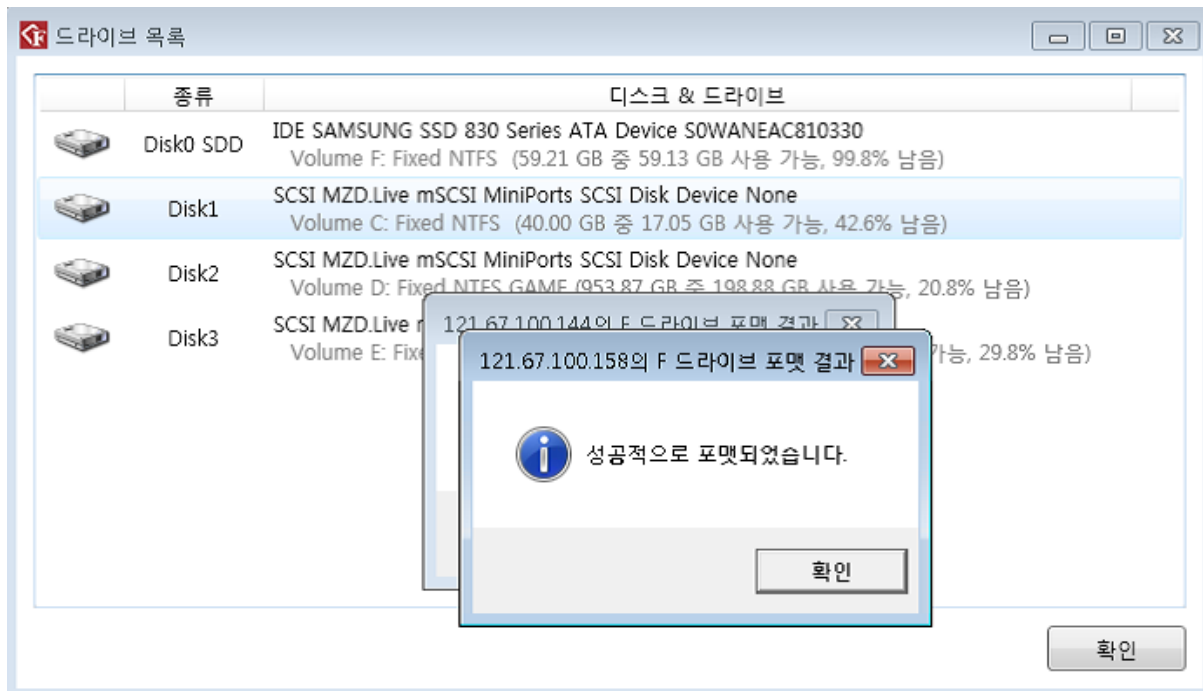 드라이브 목록
종류 디스크 & 드라이브
Disk0 SDD
IDE SAMSUNG SSD 830 Series ATA Device S0WANEAC810330
Volume F: Fixed NTFS (59.21 GB 중 59.13 GB 사용 가능, 99.8% 남음)
Disk1
SCSI MZD.Live mSCSI MiniPorts SCSI Disk Device None
Volume C: Fixed NTFS (40.00 GB 중 17.05 GB 사용 가능, 42.6% 남음)
Disk2
SCSI MZD.Live mSCSI MiniPorts SCSI Disk Device None
Volume D: Fixed NTFS GAME (953.87 GB 중 198.88 GB 사용 가능, 20.8% 남음)
Disk3
SCSI MZD.Live
Volume E: 가능, 29.8% 남음)
121.67.100.144의 F 드라이브 포맷 결과
121.67.100.158의 F 드라이브 포맷 결과
성공적으로 포맷되었습니다.
확인
확인